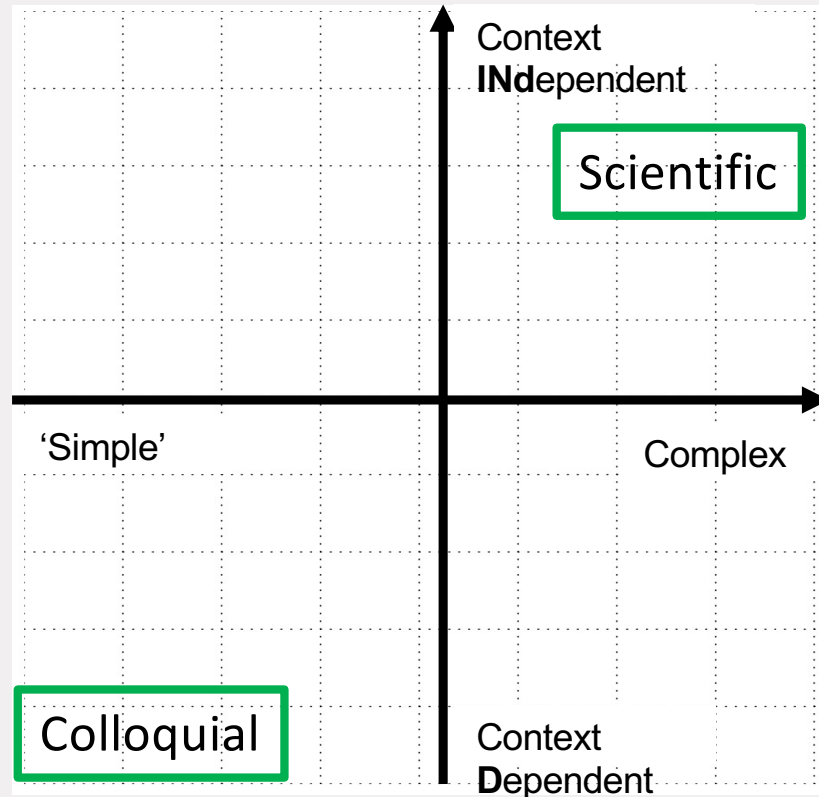 Context
INdependent
Scientific
‘Simple’
Complex
Colloquial
Context
Dependent